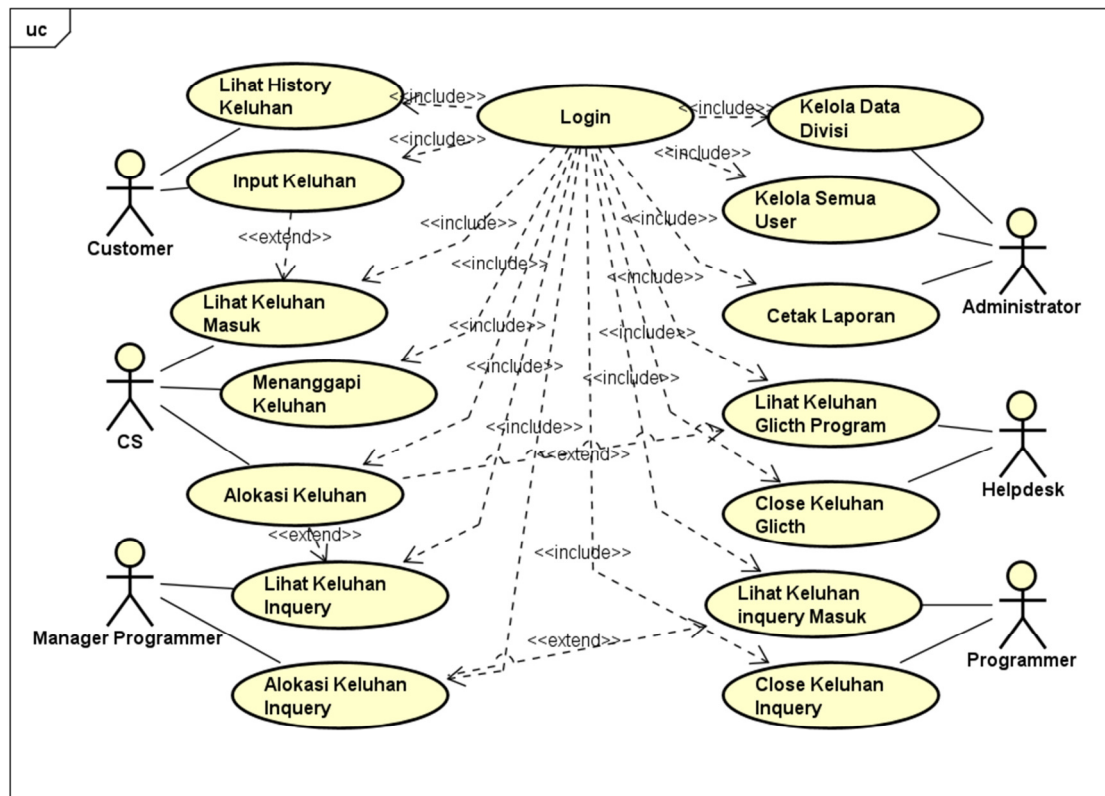 uc
Lihat History
Keluhan
<<include>>
Login
<<include>>
Kelola Data
Divisi
<<include>>
<<include>>
Input Keluhan
Kelola Semua
User
Customer
<<extend>>
<<include>>
<<include>>
<<include>>
Administrator
Lihat Keluhan
Masuk
<<include>>
Cetak Laporan
<<include>>
<<include>>
Menanggapi
Keluhan
<<include>>
<<include>>
Lihat Keluhan
Glicth Program
CS
<<include>>
<<extend>>
Alokasi Keluhan
Helpdesk
Close Keluhan
Glicth
<<extend>>
<<include>>
Lihat Keluhan
Inquery
Lihat Keluhan
inquery Masuk
Manager Programmer
<<extend>>
Programmer
Alokasi Keluhan
Inquery
Close Keluhan
Inquery